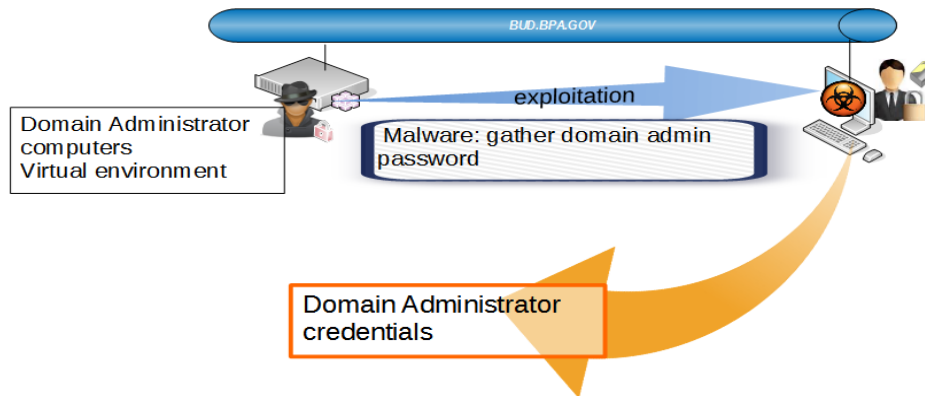 BUD.BPA.GOV
exploitation
Domain Administrator
computers
Virtual environment
Malware: gather domain admin
password
Domain Administrator
credentials